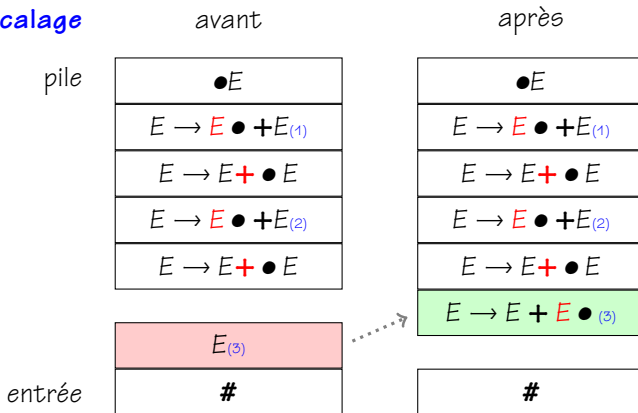 calage avant après
pile ●E ●E
E → E ● +E(1) E → E ● +E(1)
E → E+ ● E E → E+ ● E
E → E ● +E(2) E → E ● +E(2)
E → E+ ● E E → E+ ● E
E → E + E ● (3)
E(3)
entrée # #